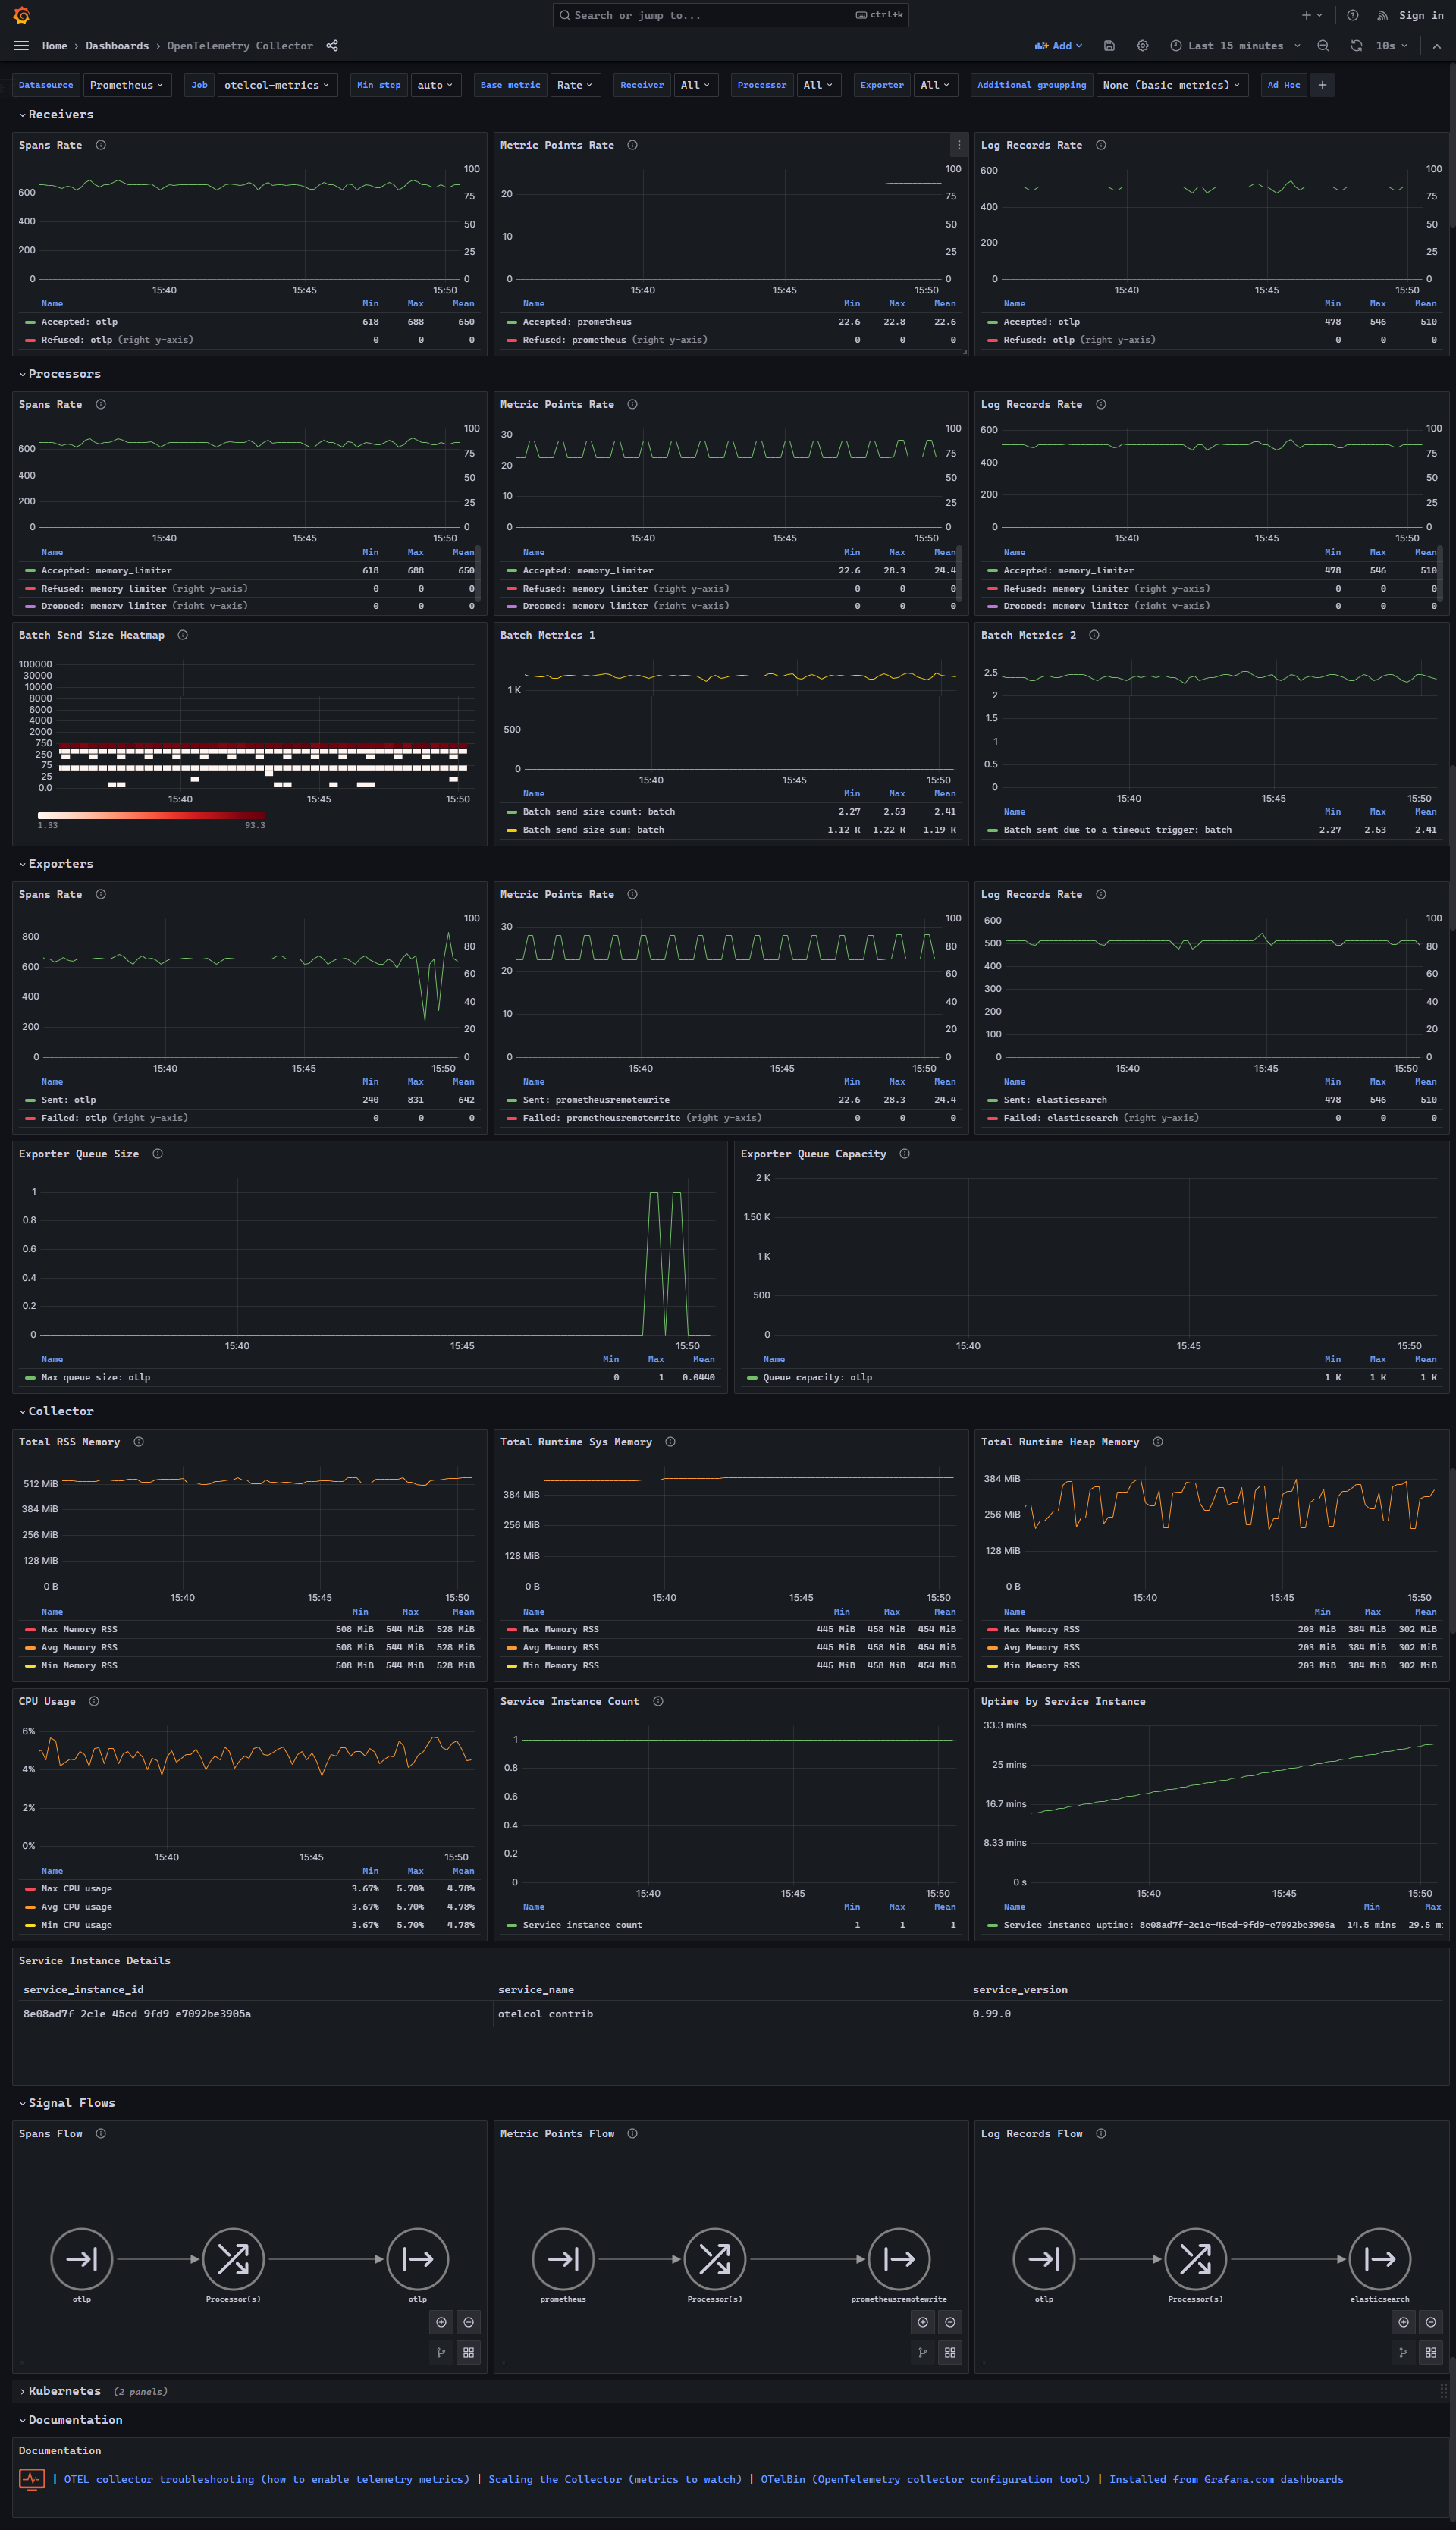 Search or jump to... ctrl+k Sign in
Home › Dashboards › OpenTelemetry Collector Add Last 15 minutes 10s
Datasource Prometheus Job otelcol-metrics Min step auto Base metric Rate Receiver All Processor All Exporter All Additional groupping None (basic metrics) Ad Hoc +
Receivers
Spans Rate
600
400
200
0
100
75
50
25
0
15:40 15:45 15:50
Name Min Max Mean
Accepted: otlp 618 688 650
Refused: otlp (right y-axis) 0 0 0
Metric Points Rate
20
10
0
100
75
50
25
0
15:40 15:45 15:50
Name Min Max Mean
Accepted: prometheus 22.6 22.8 22.6
Refused: prometheus (right y-axis) 0 0 0
Log Records Rate
600
400
200
0
100
75
50
25
0
15:40 15:45 15:50
Name Min Max Mean
Accepted: otlp 478 546 510
Refused: otlp (right y-axis) 0 0 0
Processors
Spans Rate
600
400
200
0
100
75
50
25
0
15:40 15:45 15:50
Name Min Max Mean
Accepted: memory_limiter 618 688 650
Refused: memory_limiter (right y-axis) 0 0 0
Dropped: memory_limiter (right y-axis) 0 0 0
Metric Points Rate
30
20
10
0
100
75
50
25
0
15:40 15:45 15:50
Name Min Max Mean
Accepted: memory_limiter 22.6 28.3 24.4
Refused: memory_limiter (right y-axis) 0 0 0
Dropped: memory_limiter (right y-axis) 0 0 0
Log Records Rate
600
400
200
0
100
75
50
25
0
15:40 15:45 15:50
Name Min Max Mean
Accepted: memory_limiter 478 546 510
Refused: memory_limiter (right y-axis) 0 0 0
Dropped: memory_limiter (right y-axis) 0 0 0
Batch Send Size Heatmap
100000
30000
10000
8000
6000
4000
2000
750
250
75
25
0.0
15:40 15:45 15:50
1.33 93.3
Batch Metrics 1
1 K
500
0
15:40 15:45 15:50
Name Min Max Mean
Batch send size count: batch 2.27 2.53 2.41
Batch send size sum: batch 1.12 K 1.22 K 1.19 K
Batch Metrics 2
2.5
2
1.5
1
0.5
0
15:40 15:45 15:50
Name Min Max Mean
Batch sent due to a timeout trigger: batch 2.27 2.53 2.41
Exporters
Spans Rate
800
600
400
200
0
100
80
60
40
20
0
15:40 15:45 15:50
Name Min Max Mean
Sent: otlp 240 831 642
Failed: otlp (right y-axis) 0 0 0
Metric Points Rate
30
20
10
0
100
80
60
40
20
0
15:40 15:45 15:50
Name Min Max Mean
Sent: prometheusremotewrite 22.6 28.3 24.4
Failed: prometheusremotewrite (right y-axis) 0 0 0
Log Records Rate
600
500
400
300
200
100
0
100
80
60
40
20
0
15:40 15:45 15:50
Name Min Max Mean
Sent: elasticsearch 478 546 510
Failed: elasticsearch (right y-axis) 0 0 0
Exporter Queue Size
1
0.8
0.6
0.4
0.2
0
15:40 15:45 15:50
Name Min Max Mean
Max queue size: otlp 0 1 0.0440
Exporter Queue Capacity
2 K
1.50 K
1 K
500
0
15:40 15:45 15:50
Name Min Max Mean
Queue capacity: otlp 1 K 1 K 1 K
Collector
Total RSS Memory
512 MiB
384 MiB
256 MiB
128 MiB
0 B
15:40 15:45 15:50
Name Min Max Mean
Max Memory RSS 508 MiB 544 MiB 528 MiB
Avg Memory RSS 508 MiB 544 MiB 528 MiB
Min Memory RSS 508 MiB 544 MiB 528 MiB
Total Runtime Sys Memory
384 MiB
256 MiB
128 MiB
0 B
15:40 15:45 15:50
Name Min Max Mean
Max Memory RSS 445 MiB 458 MiB 454 MiB
Avg Memory RSS 445 MiB 458 MiB 454 MiB
Min Memory RSS 445 MiB 458 MiB 454 MiB
Total Runtime Heap Memory
384 MiB
256 MiB
128 MiB
0 B
15:40 15:45 15:50
Name Min Max Mean
Max Memory RSS 203 MiB 384 MiB 302 MiB
Avg Memory RSS 203 MiB 384 MiB 302 MiB
Min Memory RSS 203 MiB 384 MiB 302 MiB
CPU Usage
6%
4%
2%
0%
15:40 15:45 15:50
Name Min Max Mean
Max CPU usage 3.67% 5.70% 4.78%
Avg CPU usage 3.67% 5.70% 4.78%
Min CPU usage 3.67% 5.70% 4.78%
Service Instance Count
1
0.8
0.6
0.4
0.2
0
15:40 15:45 15:50
Name Min Max Mean
Service instance count 1 1 1
Uptime by Service Instance
33.3 mins
25 mins
16.7 mins
8.33 mins
0 s
15:40 15:45 15:50
Name Min Max
Service instance uptime: 8e08ad7f-2c1e-45cd-9fd9-e7092be3905a 14.5 mins 29.5 m
Service Instance Details
service_instance_id service_name service_version
8e08ad7f-2c1e-45cd-9fd9-e7092be3905a otelcol-contrib 0.99.0
Signal Flows
Spans Flow
otlp Processor(s) otlp
Metric Points Flow
prometheus Processor(s) prometheusremotewrite
Log Records Flow
otlp Processor(s) elasticsearch
Kubernetes (2 panels)
Documentation
Documentation
| OTEL collector troubleshooting (how to enable telemetry metrics) | Scaling the Collector (metrics to watch) | OTelBin (OpenTelemetry collector configuration tool) | Installed from Grafana.com dashboards